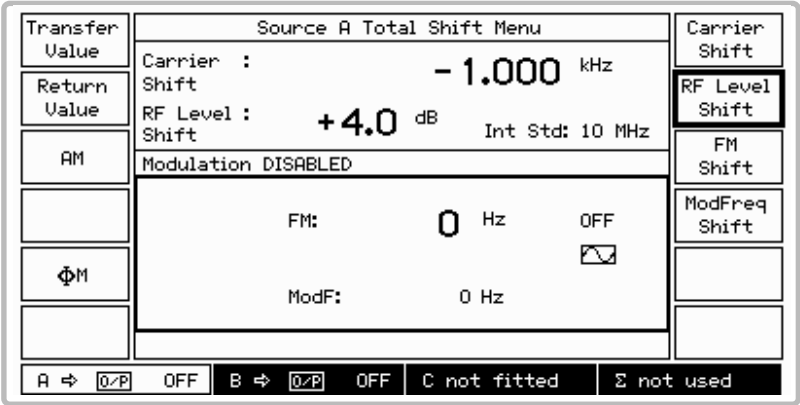 Transfer
Value
Return
Value
AM
ΦM
Source A Total Shift Menu
Carrier :
Shift
- 1.000 kHz
RF Level :
Shift
+4.0 dB
Int Std: 10 MHz
Modulation DISABLED
FM: 0 Hz OFF
ModF: 0 Hz
Carrier
Shift
RF Level
Shift
FM
Shift
ModFreq
Shift
A ⇨ O/P OFF B ⇨ O/P OFF C not fitted Σ not used